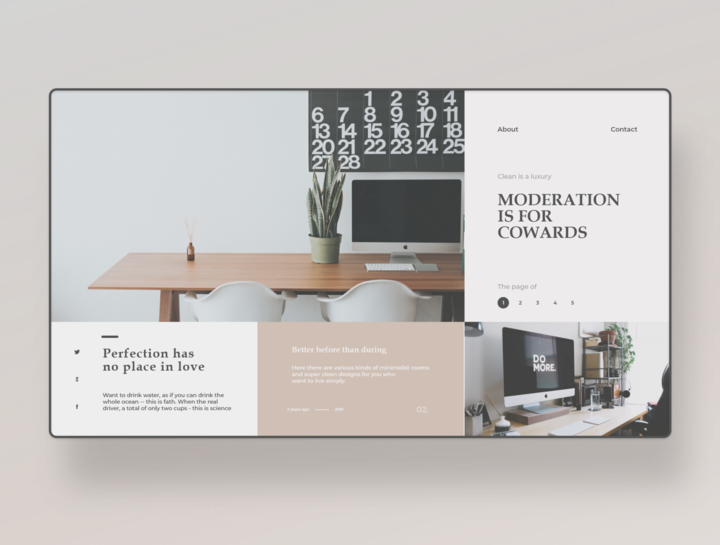 1 2 3 4
6 7 8 9 10 11
13 14 15 16 17 18
20 21 22 23 24 25
27 28
About
Contact
Clean is a luxury
MODERATION
IS FOR
COWARDS
The page of
1 2 3 4 5
Perfection has
no place in love
Want to drink water, as if you can drink the
whole ocean -- this is fath. When the real
driver, a total of only two cups - this is science
Better before than during
Here there are various kinds of minimalist rooms
and super clean designs for you who
want to live simply.
02.
DO
MORE.